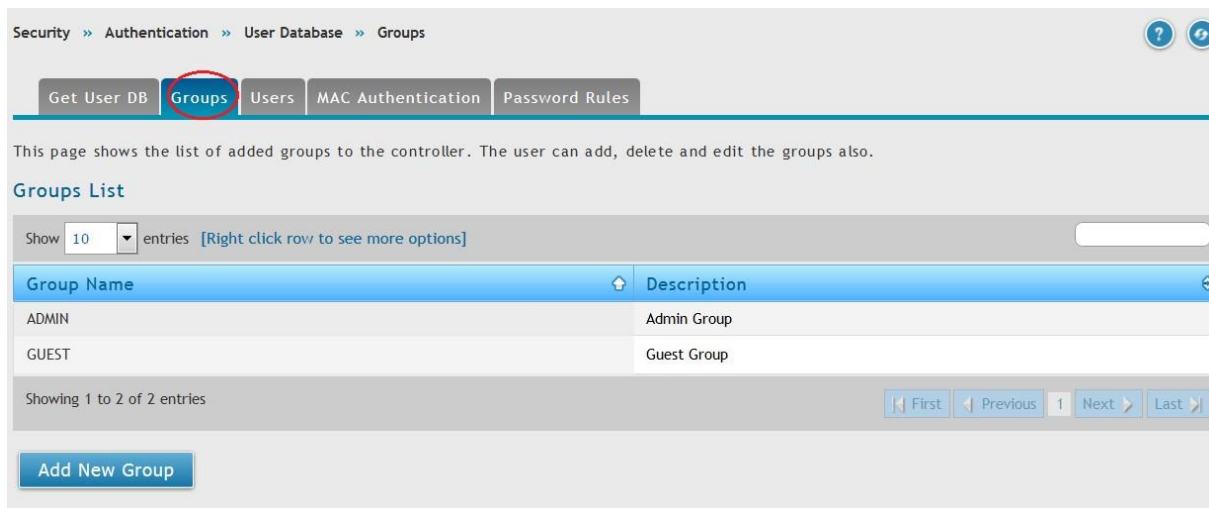 Security » Authentication » User Database » Groups
?
Get User DB Groups Users MAC Authentication Password Rules
This page shows the list of added groups to the controller. The user can add, delete and edit the groups also.
Groups List
Show 10 entries [Right click row to see more options]
Group Name Description
ADMIN Admin Group
GUEST Guest Group
Showing 1 to 2 of 2 entries First Previous 1 Next Last
Add New Group